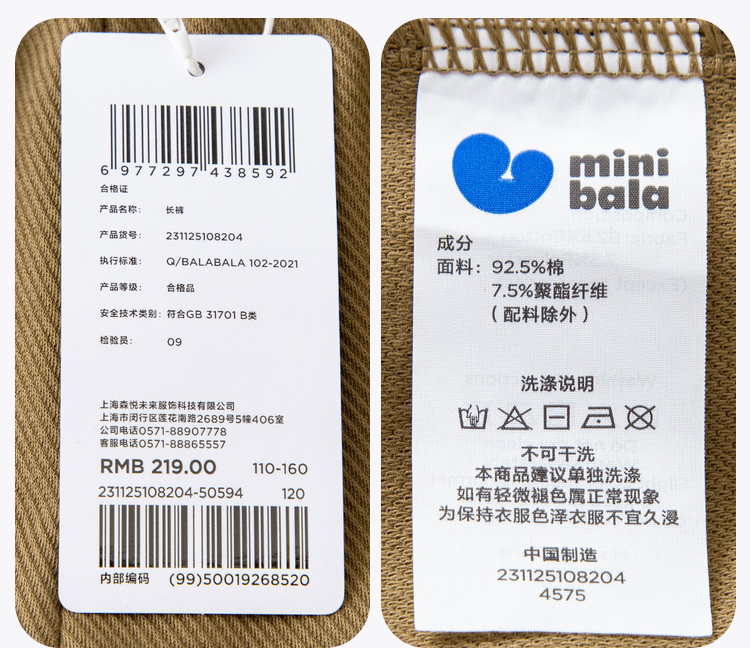 6 977297 438592
合格证
产品名称： 长裤
产品货号： 231125108204
执行标准： Q/BALABALA 102-2021
产品等级： 合格品
安全技术类别：符合GB 31701 B类
检验员： 09
上海森悦未来服饰科技有限公司
上海市闵行区莲花南路2689号5幢406室
公司电话0571-88907778
客服电话0571-88865557
RMB 219.00 110-160
231125108204-50594 120
内部编码 (99)50019268520
mini
bala
成分
面料：92.5%棉
7.5%聚酯纤维
（配料除外）
洗涤说明
不可干洗
本商品建议单独洗涤
如有轻微褪色属正常现象
为保持衣服色泽衣服不宜久浸
中国制造
231125108204
4575